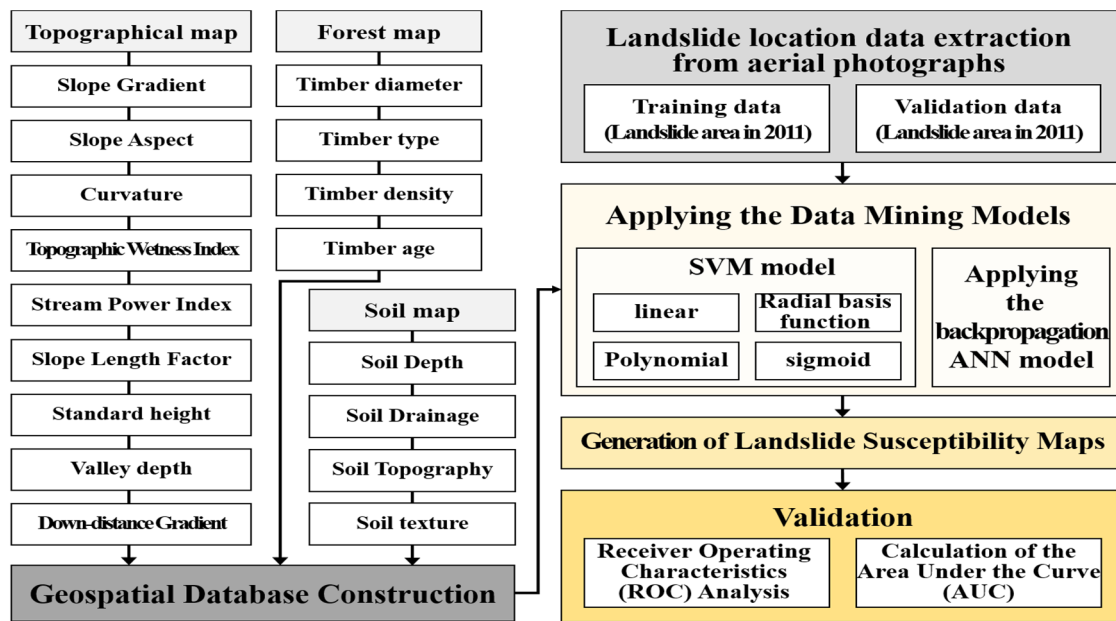 Topographical map
Slope Gradient
Slope Aspect
Curvature
Topographic Wetness Index
Stream Power Index
Slope Length Factor
Standard height
Valley depth
Down-distance Gradient
Forest map
Timber diameter
Timber type
Timber density
Timber age
Soil map
Soil Depth
Soil Drainage
Soil Topography
Soil texture
Geospatial Database Construction
Landslide location data extraction
from aerial photographs
Training data
(Landslide area in 2011)
Validation data
(Landslide area in 2011)
Applying the Data Mining Models
SVM model
linear
Radial basis
function
Polynomial
sigmoid
Applying
the
backpropagation
ANN model
Generation of Landslide Susceptibility Maps
Validation
Receiver Operating
Characteristics
(ROC) Analysis
Calculation of the
Area Under the Curve
(AUC)